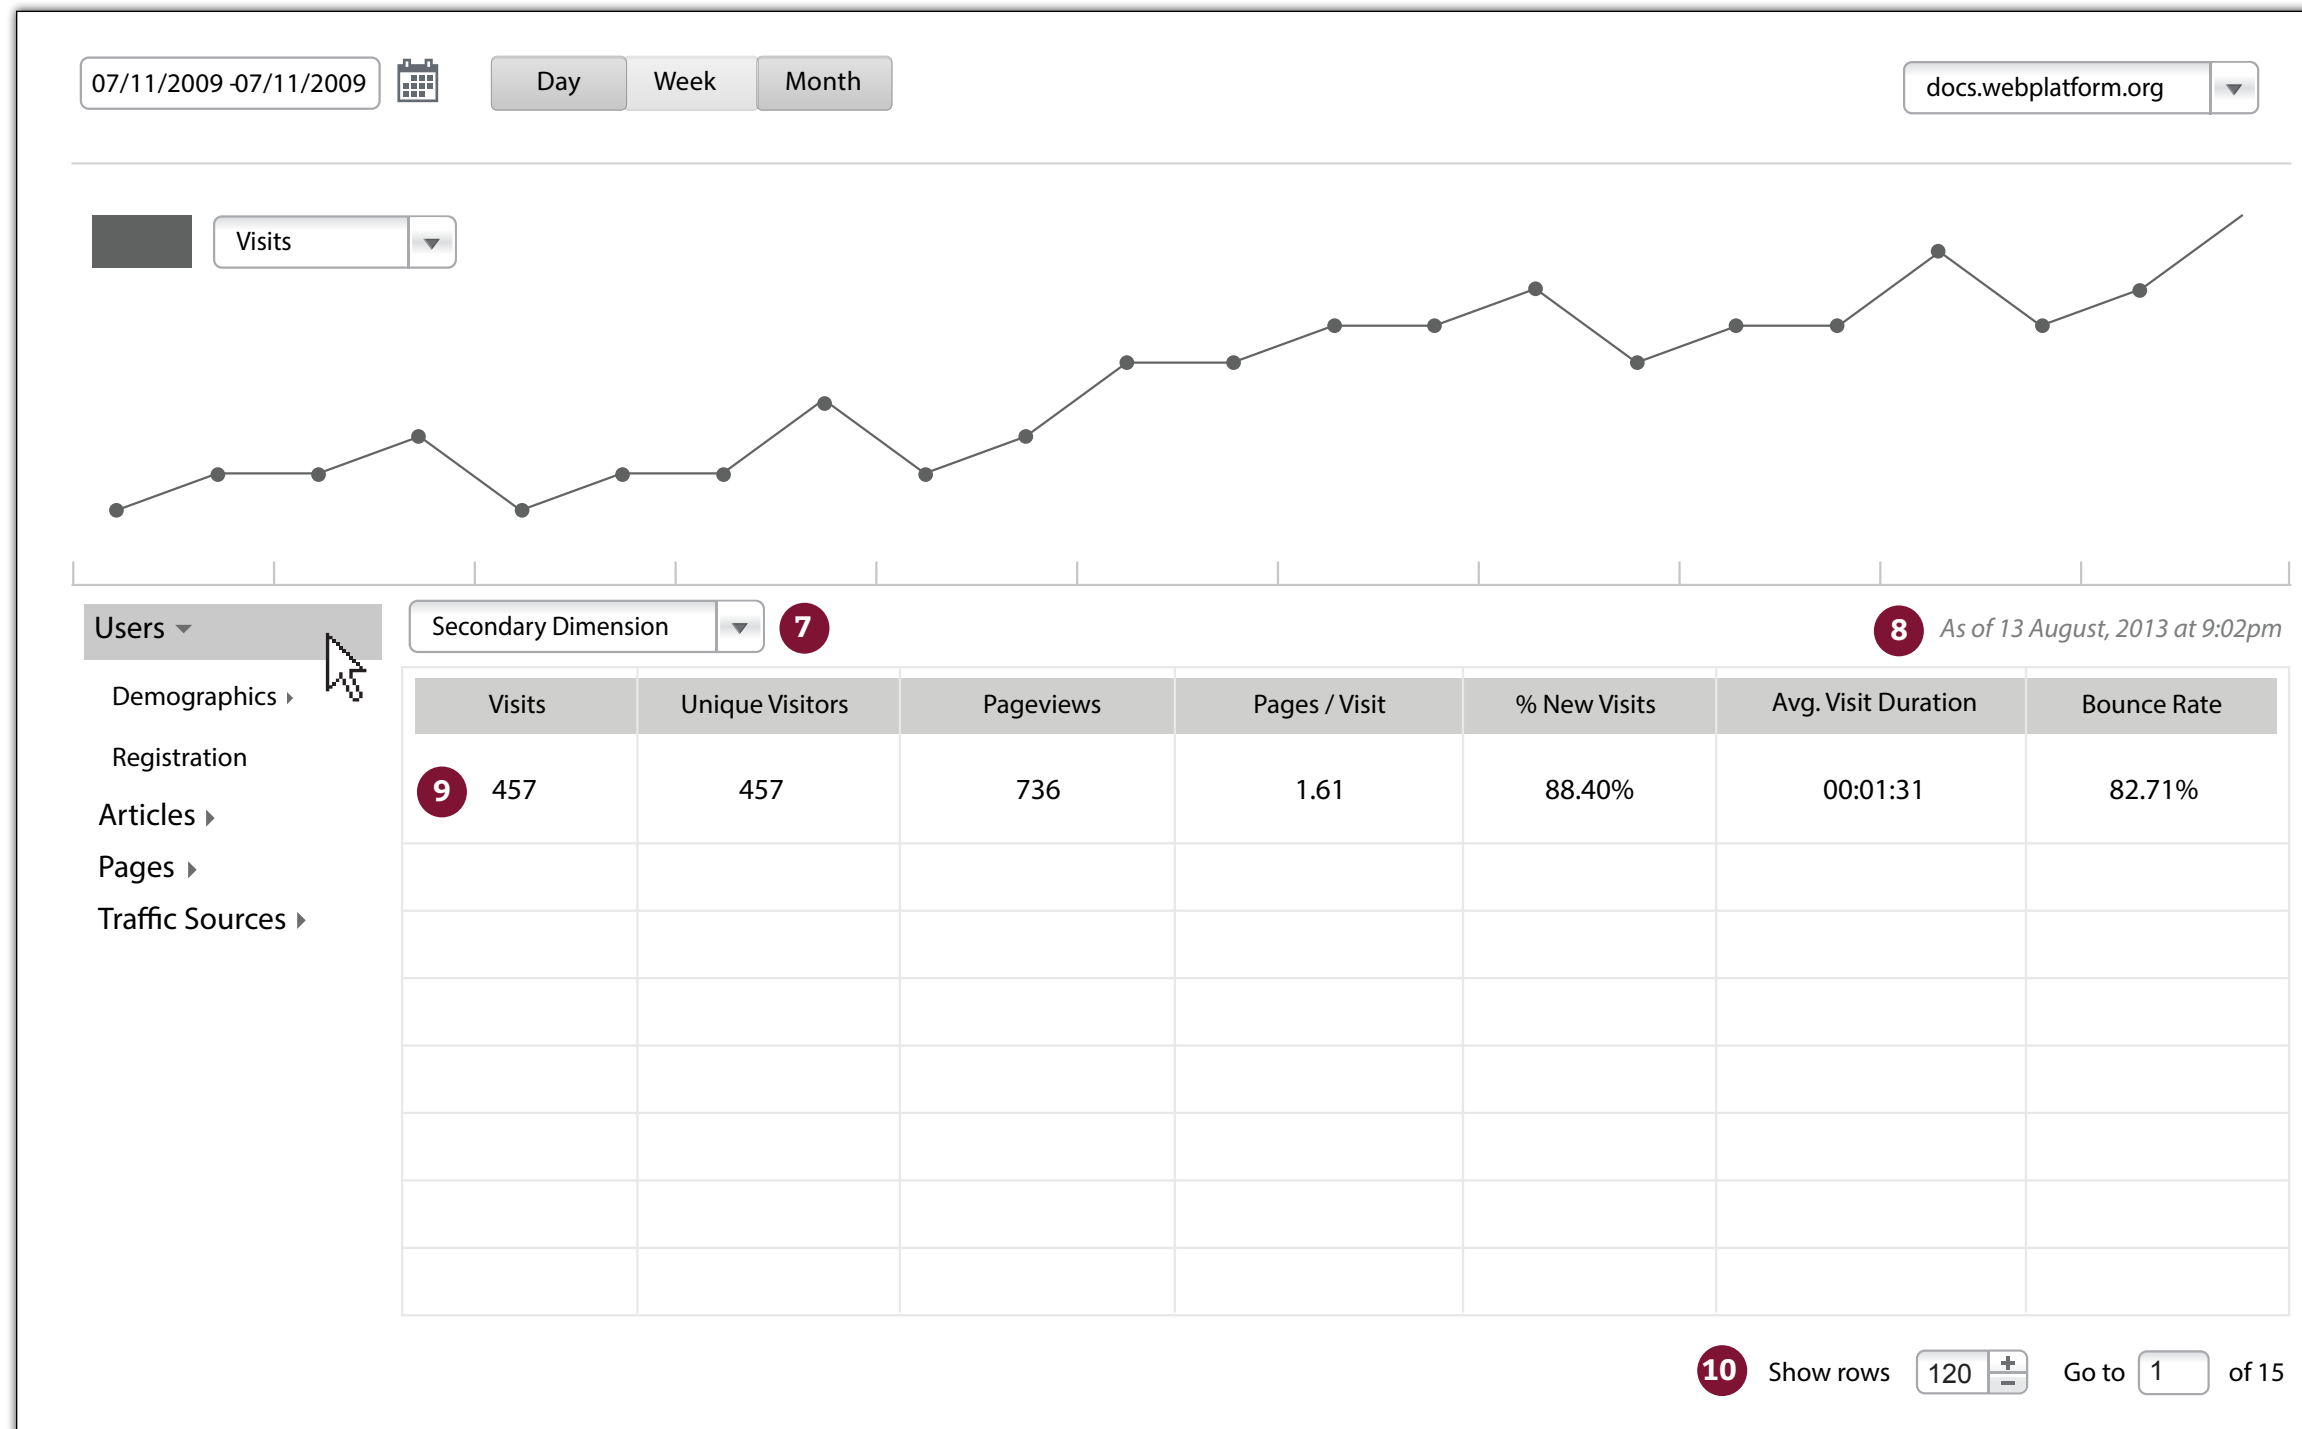 07/11/2009 -07/11/2009 Day Week Month docs.webplatform.org
Visits
Users Secondary Dimension 7 8 As of 13 August, 2013 at 9:02pm
Demographics
Registration
Articles
Pages
Traffic Sources
Visits Unique Visitors Pageviews Pages / Visit % New Visits Avg. Visit Duration Bounce Rate
9 457 457 736 1.61 88.40% 00:01:31 82.71%
10 Show rows 120 + − Go to 1 of 15